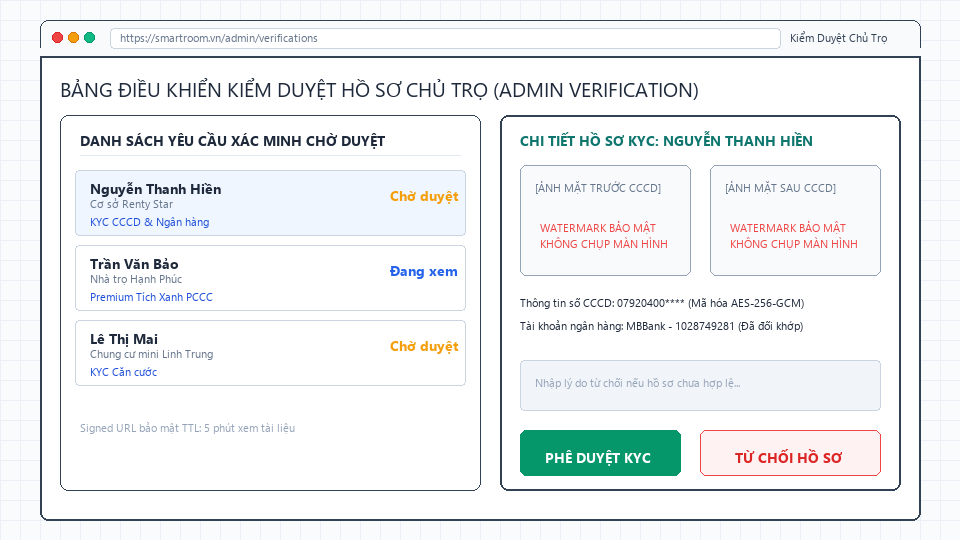 https://smartroom.vn/admin/verifications
Kiểm Duyệt Chủ Trọ
BẢNG ĐIỀU KHIỂN KIỂM DUYỆT HỒ SƠ CHỦ TRỌ (ADMIN VERIFICATION)
DANH SÁCH YÊU CẦU XÁC MINH CHỜ DUYỆT
Nguyễn Thanh Hiền
Cơ sở Renty Star
KYC CCCD & Ngân hàng
Chờ duyệt
Trần Văn Bảo
Nhà trọ Hạnh Phúc
Premium Tích Xanh PCCC
Đang xem
Lê Thị Mai
Chung cư mini Linh Trung
KYC Căn cước
Chờ duyệt
Signed URL bảo mật TTL: 5 phút xem tài liệu
CHI TIẾT HỒ SƠ KYC: NGUYỄN THANH HIỀN
[ẢNH MẶT TRƯỚC CCCD]
WATERMARK BẢO MẬT
KHÔNG CHỤP MÀN HÌNH
[ẢNH MẶT SAU CCCD]
WATERMARK BẢO MẬT
KHÔNG CHỤP MÀN HÌNH
Thông tin số CCCD: 07920400**** (Mã hóa AES-256-GCM)
Tài khoản ngân hàng: MBBank - 1028749281 (Đã đối khớp)
Nhập lý do từ chối nếu hồ sơ chưa hợp lệ...
PHÊ DUYỆT KYC
TỪ CHỐI HỒ SƠ